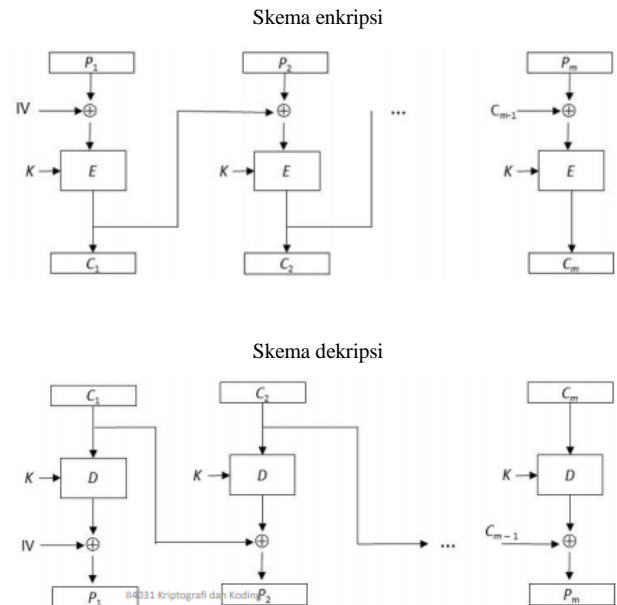 Skema enkripsi
P1 P2 Pm
IV ⊕ ⊕ ... Cm-1 ⊕
K E K E K E
C1 C2 Cm
Skema dekripsi
C1 C2 Cm
K D K D K D
IV ⊕ ⊕ ... Cm – 1 ⊕
P1 II4031 Kriptografi dan Koding P2 Pm